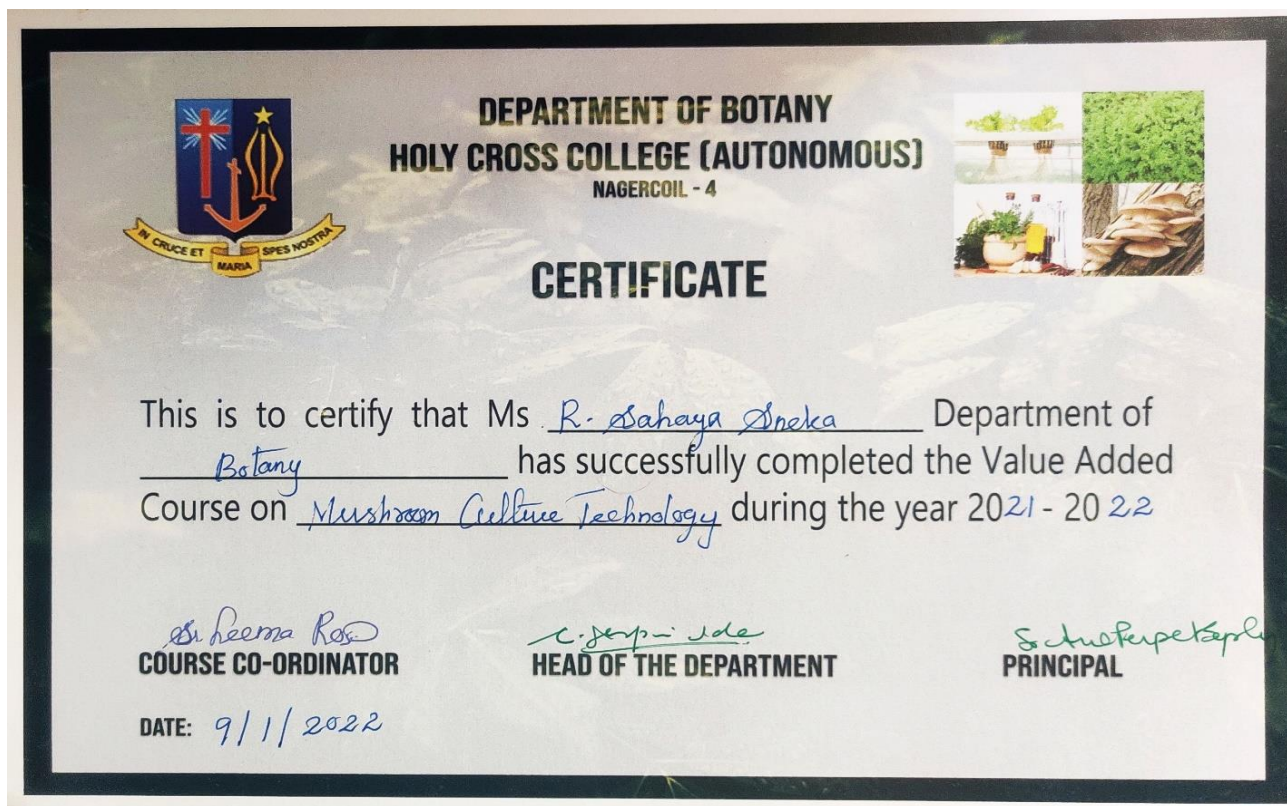 DEPARTMENT OF BOTANY
HOLY CROSS COLLEGE (AUTONOMOUS)
NAGERCOIL - 4
IN CRUCE ET MARIA SPES NOSTRA
CERTIFICATE
This is to certify that Ms R. Sahaya Sneka Department of
Botany has successfully completed the Value Added
Course on Mushroom Culture Technology during the year 2021 - 2022
Sr. Leema Rose
COURSE CO-ORDINATOR
HEAD OF THE DEPARTMENT
PRINCIPAL
DATE: 9/1/2022